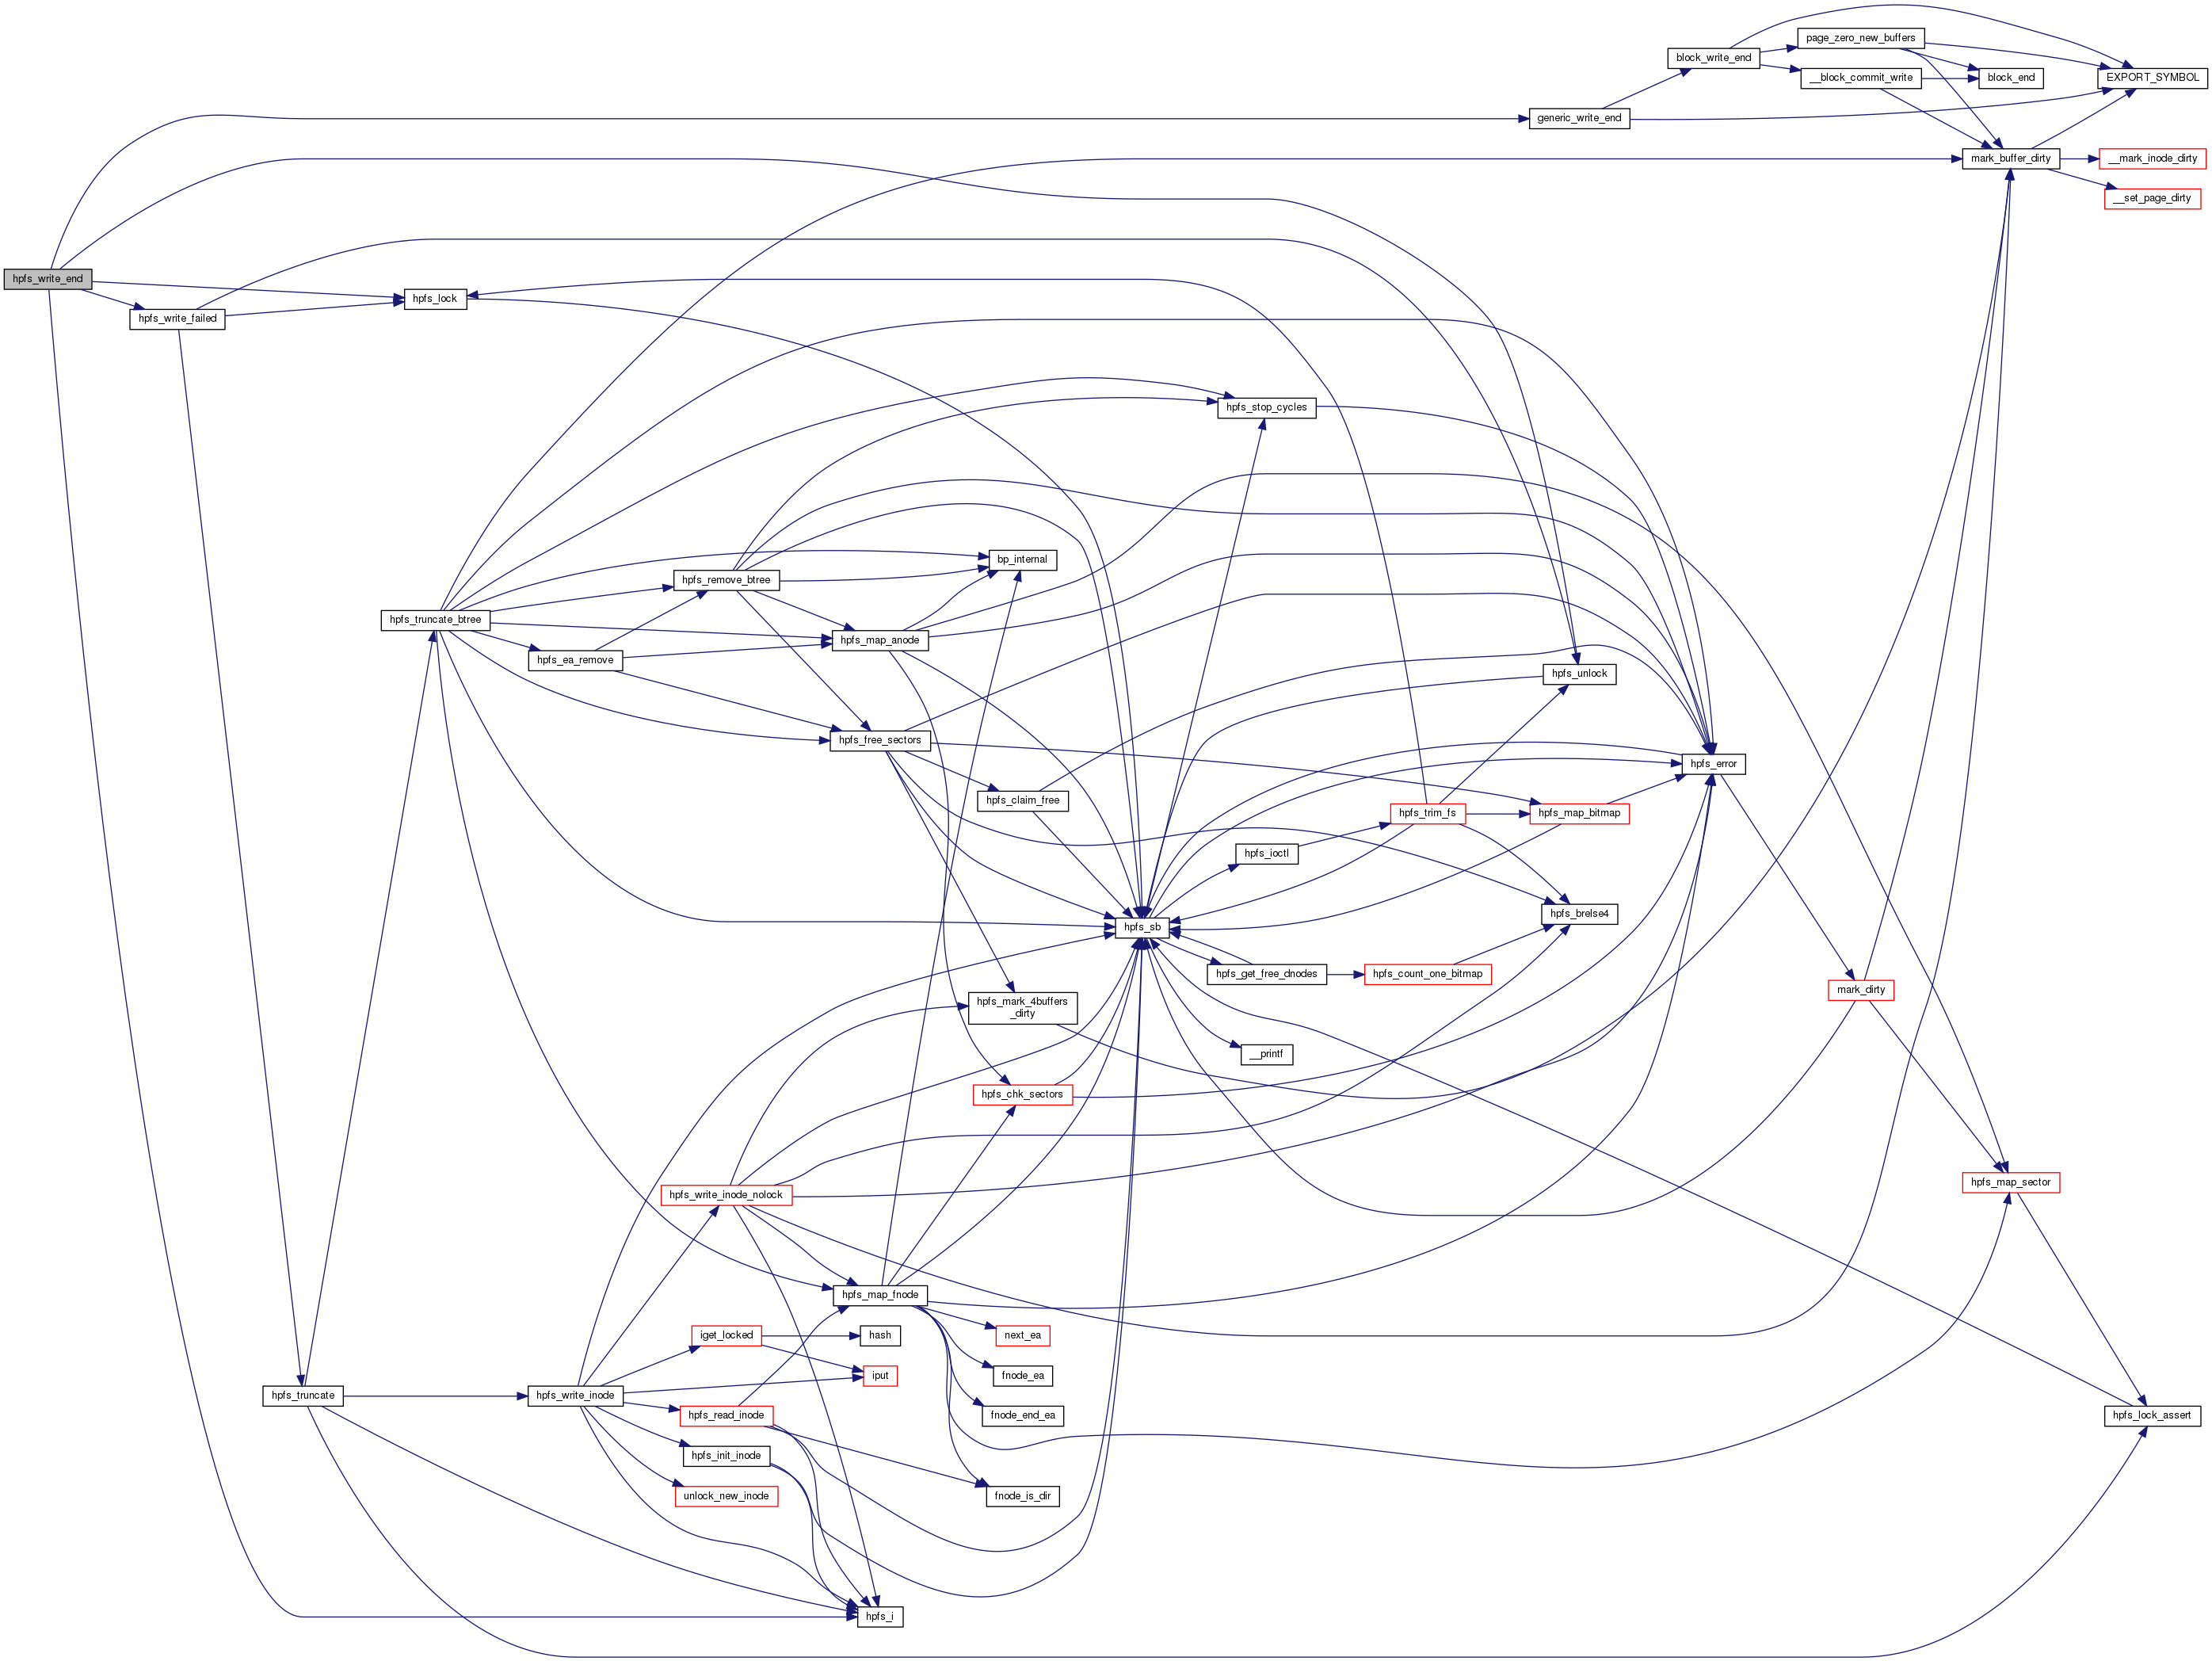 page_zero_new_buffers
block_write_end
__block_commit_write
block_end
EXPORT_SYMBOL
generic_write_end
mark_buffer_dirty
__mark_inode_dirty
__set_page_dirty
hpfs_write_end
hpfs_lock
hpfs_write_failed
hpfs_stop_cycles
bp_internal
hpfs_remove_btree
hpfs_truncate_btree
hpfs_map_anode
hpfs_ea_remove
hpfs_unlock
hpfs_free_sectors
hpfs_error
hpfs_claim_free
hpfs_trim_fs
hpfs_map_bitmap
hpfs_ioctl
hpfs_brelse4
hpfs_sb
hpfs_get_free_dnodes
hpfs_count_one_bitmap
mark_dirty
hpfs_mark_4buffers
_dirty
__printf
hpfs_chk_sectors
hpfs_map_sector
hpfs_write_inode_nolock
hpfs_map_fnode
iget_locked
hash
next_ea
fnode_ea
iput
hpfs_truncate
hpfs_write_inode
hpfs_read_inode
fnode_end_ea
hpfs_lock_assert
hpfs_init_inode
unlock_new_inode
fnode_is_dir
hpfs_i